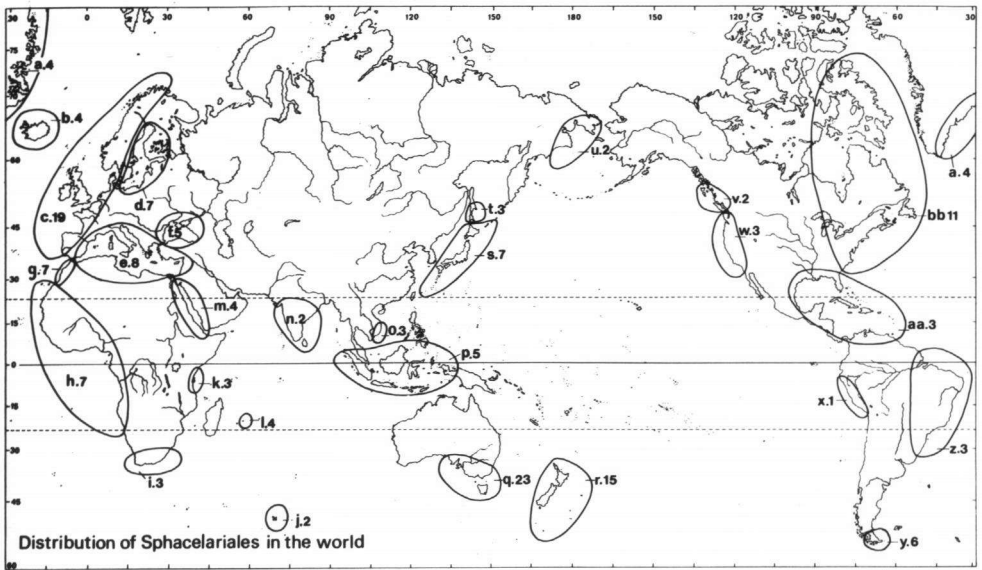 30 0 30 60 90 120 150 180 150 120 90 60 30
75
a.4
b.4
60
u.2
a.4
d.7
c.19
v.2
t.3
bb11
45
f.5
w.3
e.8
s.7
g.7
30
m.4
n.2
15
o.3
aa.3
p.5
0
h.7
k.3
x.1
15
l.4
z.3
30
i.3
q.23
r.15
45
j.2
Distribution of Sphacelariales in the world
y.6
60